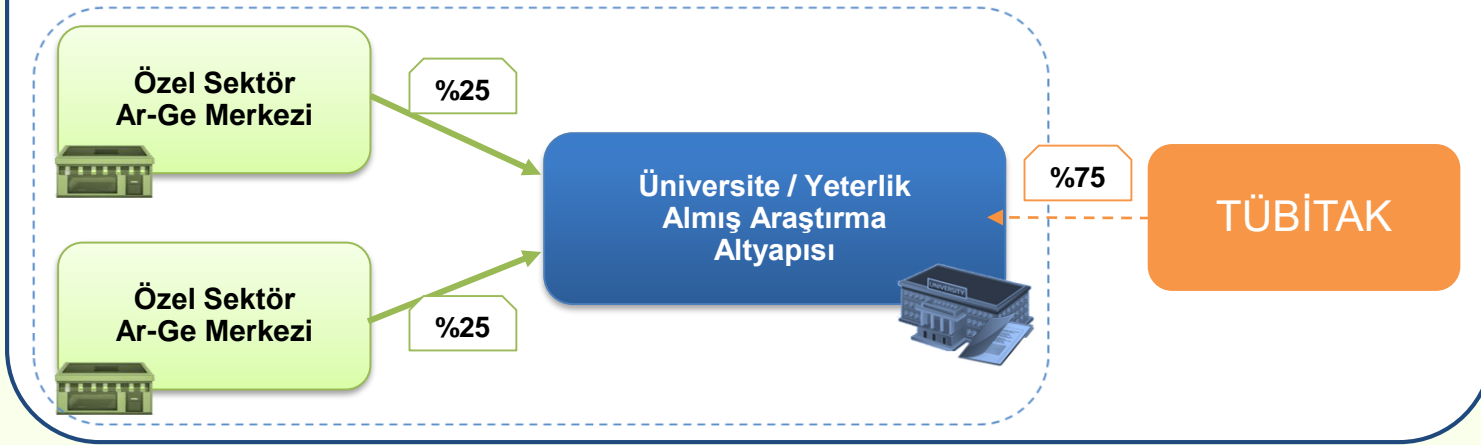 Özel Sektör
Ar-Ge Merkezi
%25
Üniversite / Yeterlik
Almış Araştırma
Altyapısı
UNIVERSITY
%75
TÜBİTAK
Özel Sektör
Ar-Ge Merkezi
%25